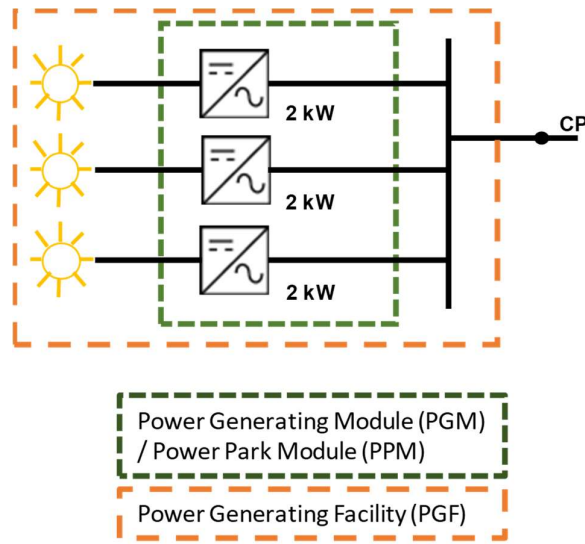 2 kW
CP
2 kW
2 kW
Power Generating Module (PGM)
/ Power Park Module (PPM)
Power Generating Facility (PGF)